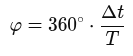 φ = 360° · Δt/T